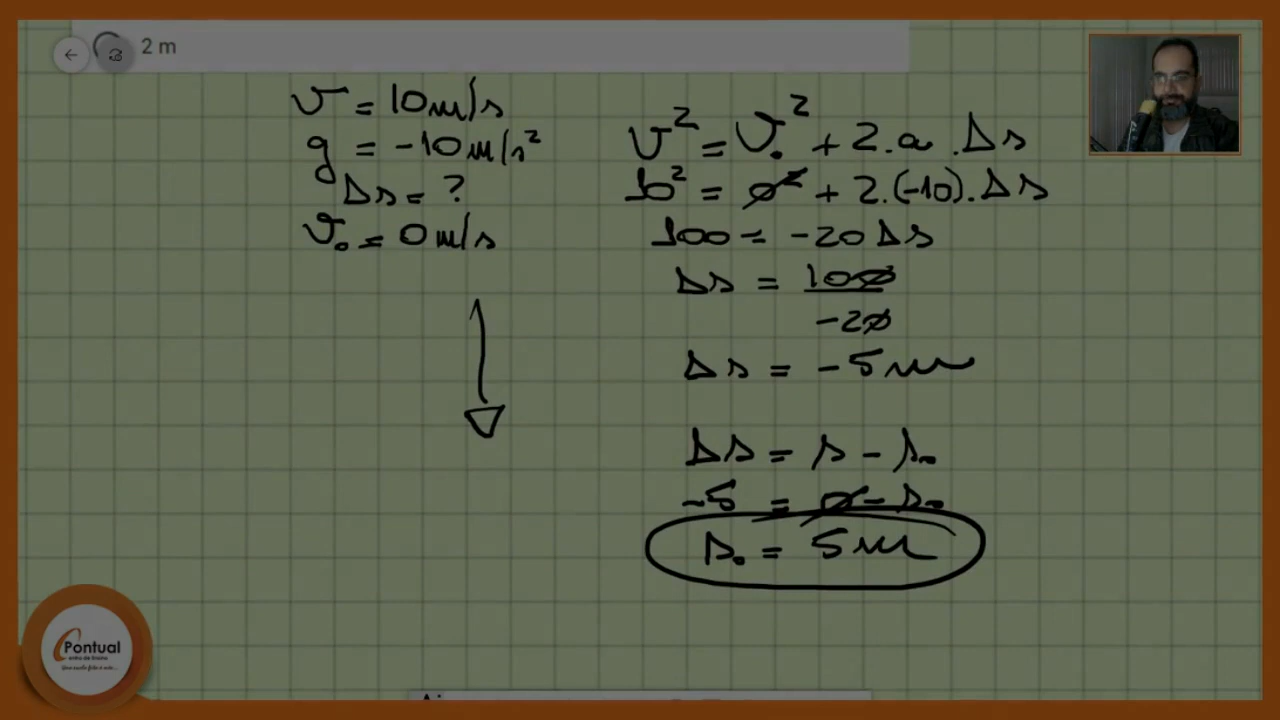 2 m
v = 10m/s
g = -10m/s²
Δs = ?
v₀ = 0m/s
v² = v₀² + 2.a.Δs
10² = 0² + 2.(-10).Δs
100 = -20Δs
Δs = 100
-20
Δs = -5m
Δs = s - s₀
-5 = 0 - s₀
s₀ = 5m
Pontual